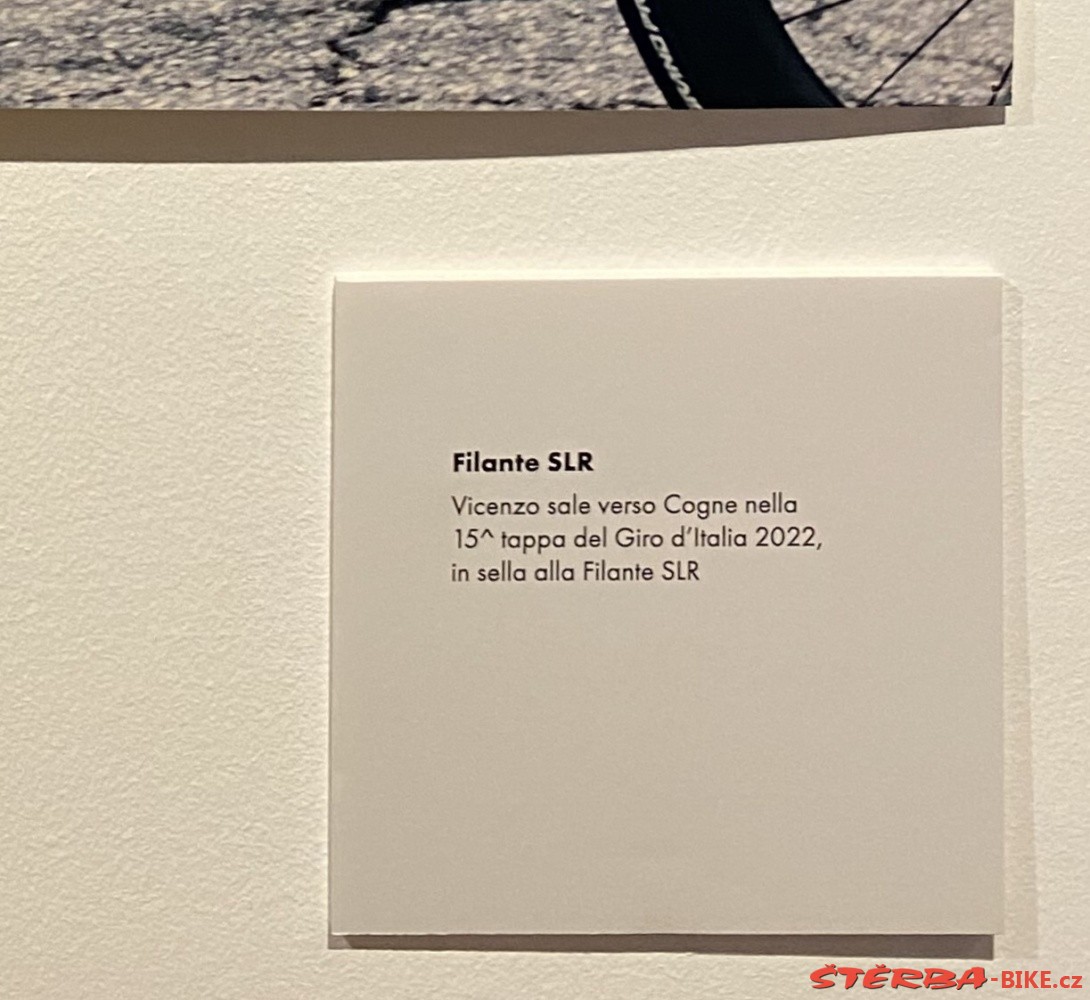 Filante SLR
Vicenzo sale verso Cogne nella
15^ tappa del Giro d'Italia 2022,
in sella alla Filante SLR
ŠTĚRBA-BIKE.cz